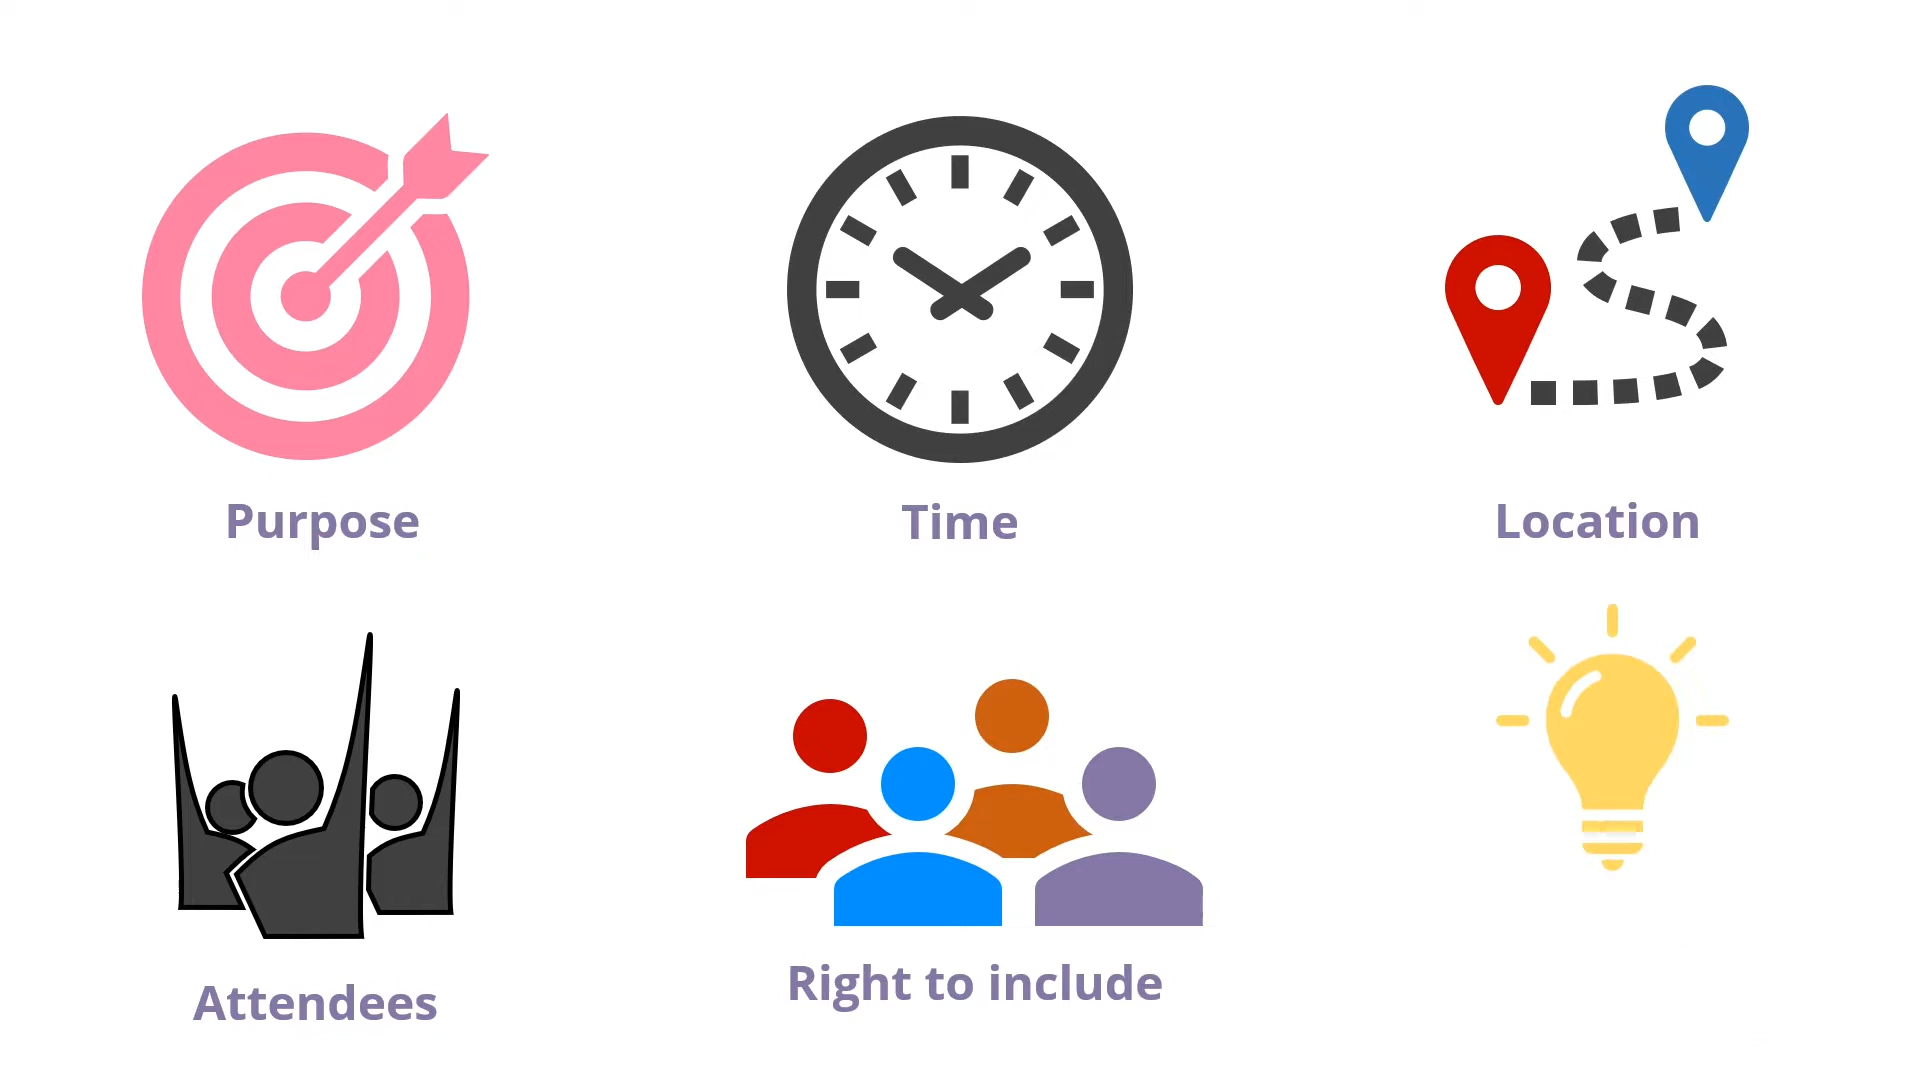 Purpose
Time
Location
Attendees
Right to include